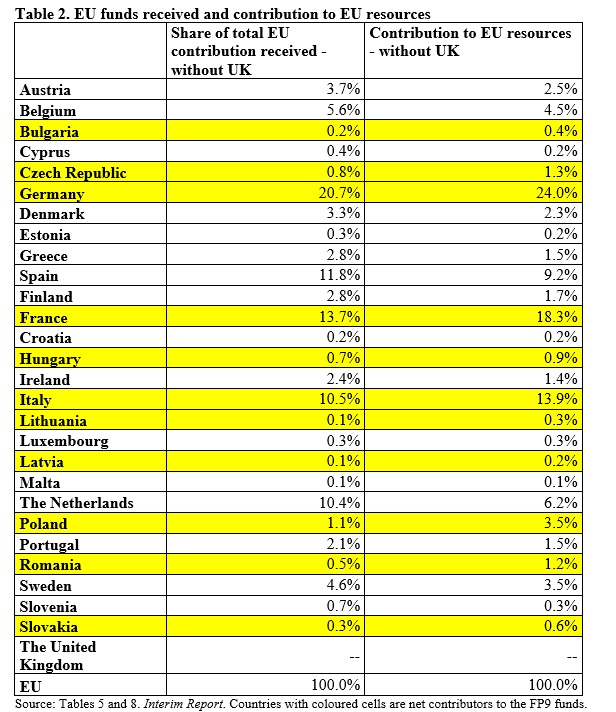 Table 2. EU funds received and contribution to EU resources
Share of total EU contribution received - without UK | Contribution to EU resources - without UK
Austria 3.7% 2.5%
Belgium 5.6% 4.5%
Bulgaria 0.2% 0.4%
Cyprus 0.4% 0.2%
Czech Republic 0.8% 1.3%
Germany 20.7% 24.0%
Denmark 3.3% 2.3%
Estonia 0.3% 0.2%
Greece 2.8% 1.5%
Spain 11.8% 9.2%
Finland 2.8% 1.7%
France 13.7% 18.3%
Croatia 0.2% 0.2%
Hungary 0.7% 0.9%
Ireland 2.4% 1.4%
Italy 10.5% 13.9%
Lithuania 0.1% 0.3%
Luxembourg 0.3% 0.3%
Latvia 0.1% 0.2%
Malta 0.1% 0.1%
The Netherlands 10.4% 6.2%
Poland 1.1% 3.5%
Portugal 2.1% 1.5%
Romania 0.5% 1.2%
Sweden 4.6% 3.5%
Slovenia 0.7% 0.3%
Slovakia 0.3% 0.6%
The United
Kingdom -- --
EU 100.0% 100.0%
Source: Tables 5 and 8. Interim Report. Countries with coloured cells are net contributors to the FP9 funds.